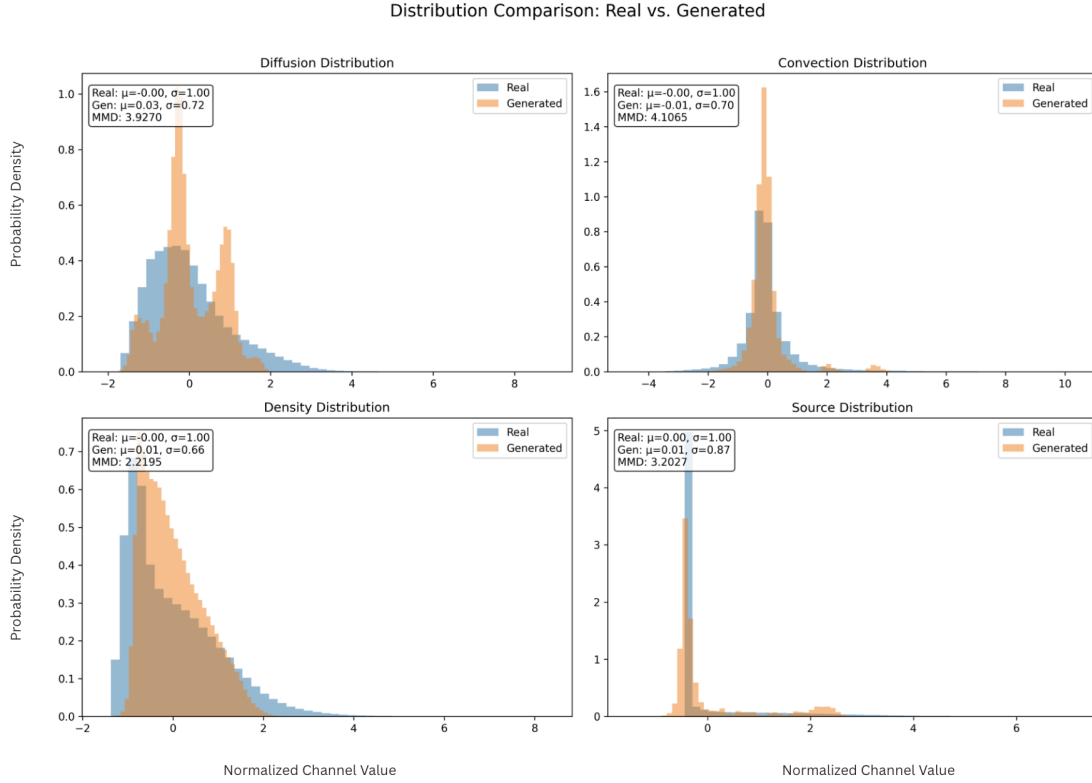 Distribution Comparison: Real vs. Generated
Diffusion Distribution
Real: μ=-0.00, σ=1.00
Gen: μ=0.03, σ=0.72
MMD: 3.9270
Real
Generated
1.0
0.8
0.6
0.4
0.2
0.0
−2
0
2
4
6
8
Probability Density
Convection Distribution
Real: μ=-0.00, σ=1.00
Gen: μ=-0.01, σ=0.70
MMD: 4.1065
Real
Generated
1.6
1.4
1.2
1.0
0.8
0.6
0.4
0.2
0.0
−4
−2
0
2
4
6
8
10
Density Distribution
Real: μ=-0.00, σ=1.00
Gen: μ=0.01, σ=0.66
MMD: 2.2195
Real
Generated
0.7
0.6
0.5
0.4
0.3
0.2
0.1
0.0
−2
0
2
4
6
8
Probability Density
Normalized Channel Value
Source Distribution
Real: μ=0.00, σ=1.00
Gen: μ=0.01, σ=0.87
MMD: 3.2027
Real
Generated
5
4
3
2
1
0
0
2
4
6
Normalized Channel Value